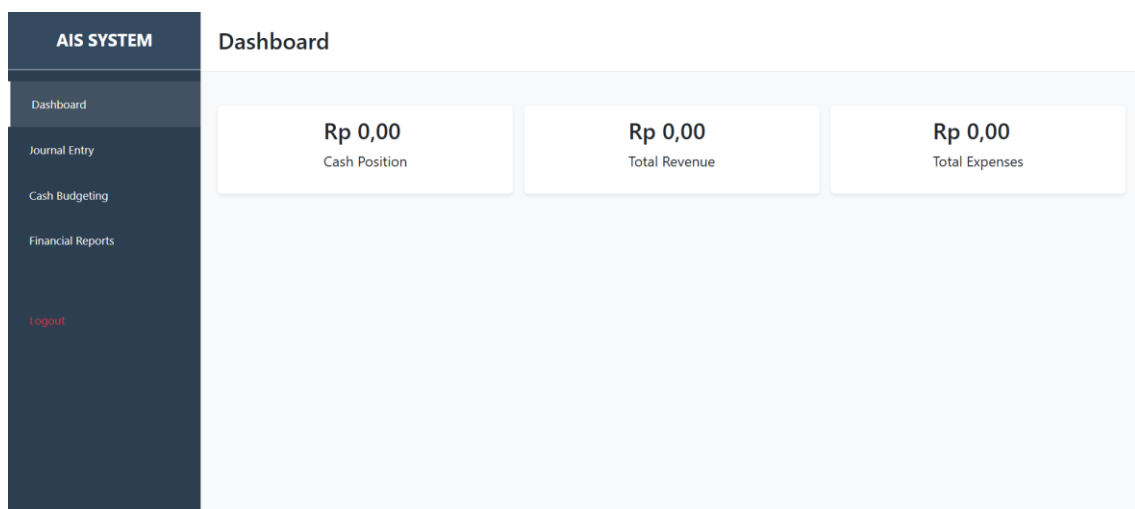 AIS SYSTEM
Dashboard
Journal Entry
Cash Budgeting
Financial Reports
Logout
Dashboard
Rp 0,00
Cash Position
Rp 0,00
Total Revenue
Rp 0,00
Total Expenses